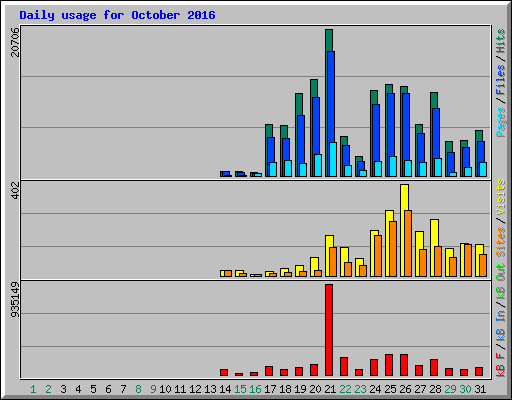 Daily usage for October 2016
20706
Pages / Files / Hits
402
Sites / Visits
935149
kB F / kB In / kB Out
1 2 3 4 5 6 7 8 9 10 11 12 13 14 15 16 17 18 19 20 21 22 23 24 25 26 27 28 29 30 31